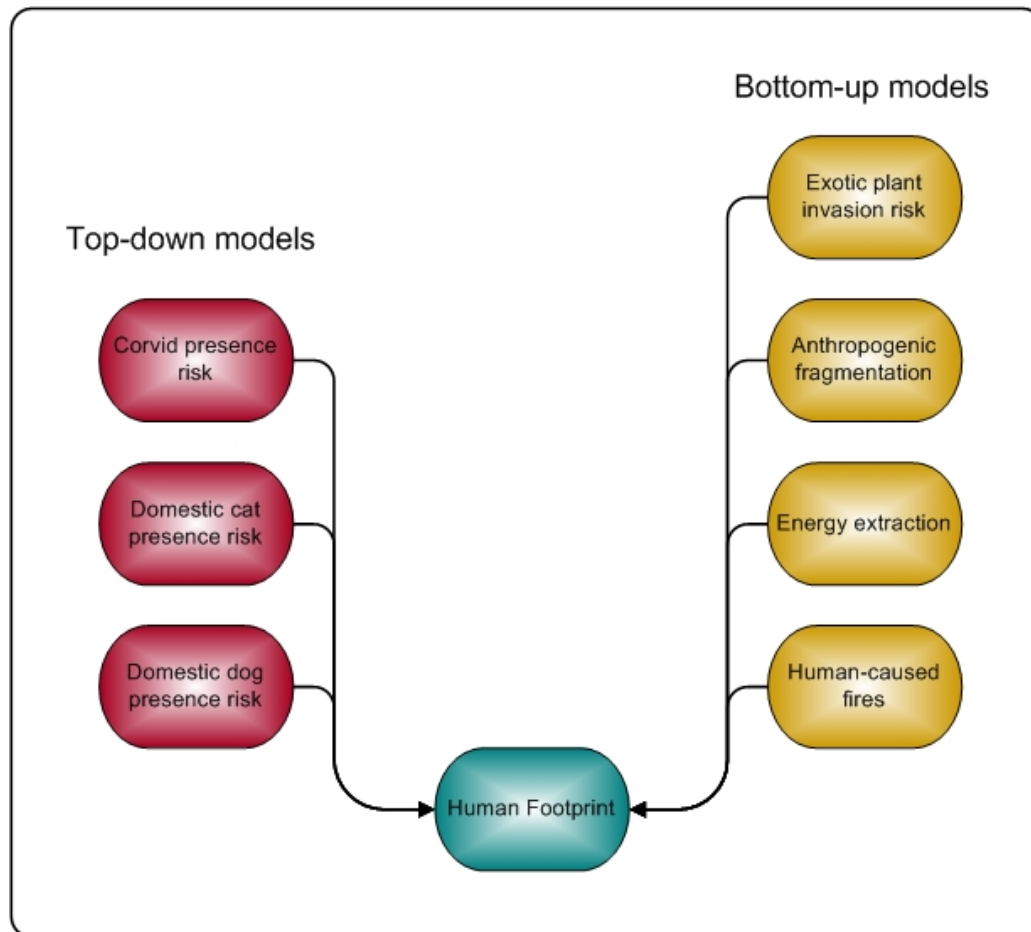 Top-down models
Corvid presence
risk
Domestic cat
presence risk
Domestic dog
presence risk
Bottom-up models
Exotic plant
invasion risk
Anthropogenic
fragmentation
Energy extraction
Human-caused
fires
Human Footprint